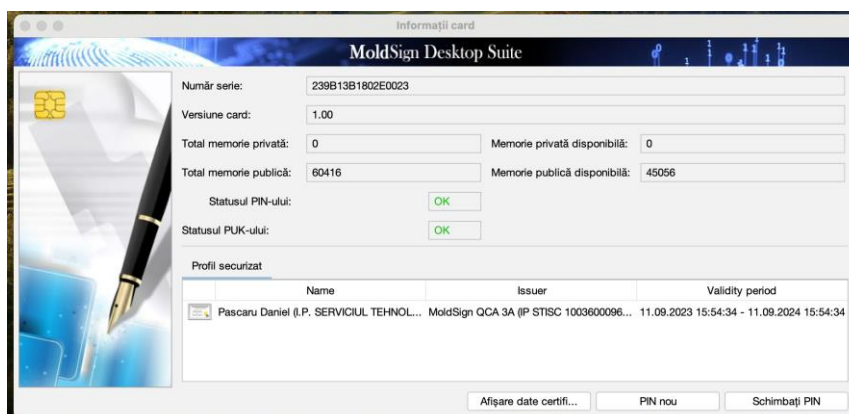 Informații card
MoldSign Desktop Suite
Număr serie: 239B13B1802E0023
Versiune card: 1.00
Total memorie privată: 0 Memorie privată disponibilă: 0
Total memorie publică: 60416 Memorie publică disponibilă: 45056
Statusul PIN-ului: OK
Statusul PUK-ului: OK
Profil securizat
Name Issuer Validity period
Pascaru Daniel (I.P. SERVICIUL TEHNOL... MoldSign QCA 3A (IP STISC 1003600096... 11.09.2023 15:54:34 - 11.09.2024 15:54:34
Afișare date certifi... PIN nou Schimbați PIN